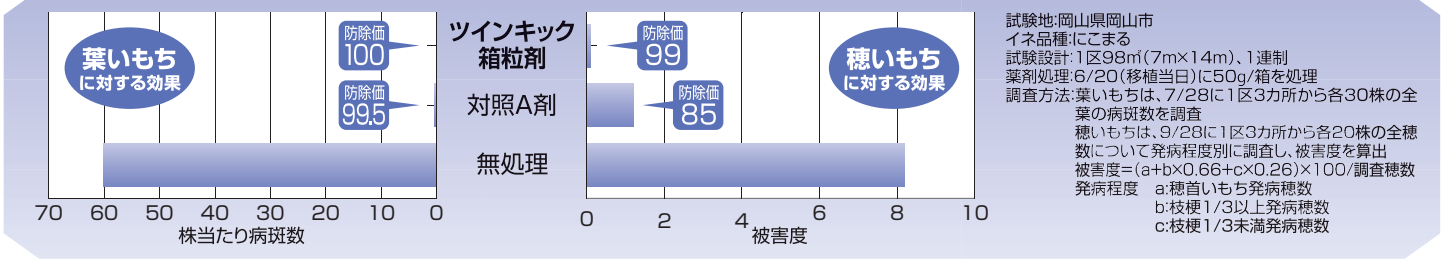 葉いもち
に対する効果
防除価
100
防除価
99.5
70 60 50 40 30 20 10 0
株当たり病斑数
ツインキック
箱粒剤
対照A剤
無処理
防除価
99
防除価
85
穂いもち
に対する効果
0 2 4 6 8 10
被害度
試験地:岡山県岡山市
イネ品種:にこまる
試験設計:1区98㎡(7m×14m)、1連制
薬剤処理:6/20(移植当日)に50g/箱を処理
調査方法:葉いもちは、7/28に1区3カ所から各30株の全
葉の病斑数を調査
穂いもちは、9/28に1区3カ所から各20株の全穂
数について発病程度別に調査し、被害度を算出
被害度=(a+b×0.66+c×0.26)×100/調査穂数
発病程度 a:穂首いもち発病穂数
b:枝梗1/3以上発病穂数
c:枝梗1/3未満発病穂数